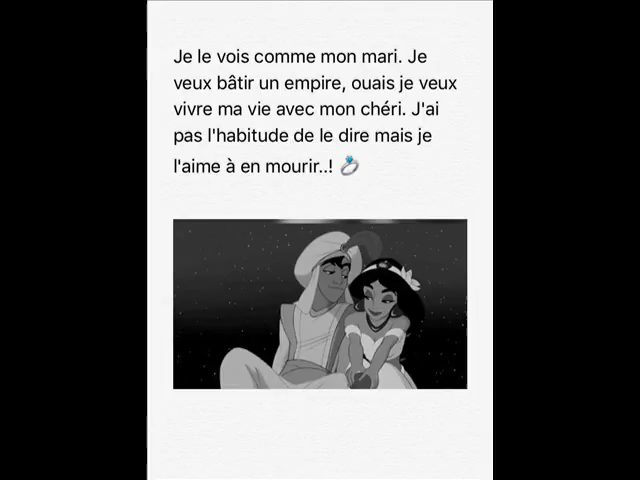 Je le vois comme mon mari. Je
veux bâtir un empire, ouais je veux
vivre ma vie avec mon chéri. J'ai
pas l'habitude de le dire mais je
l'aime à en mourir..! 💍